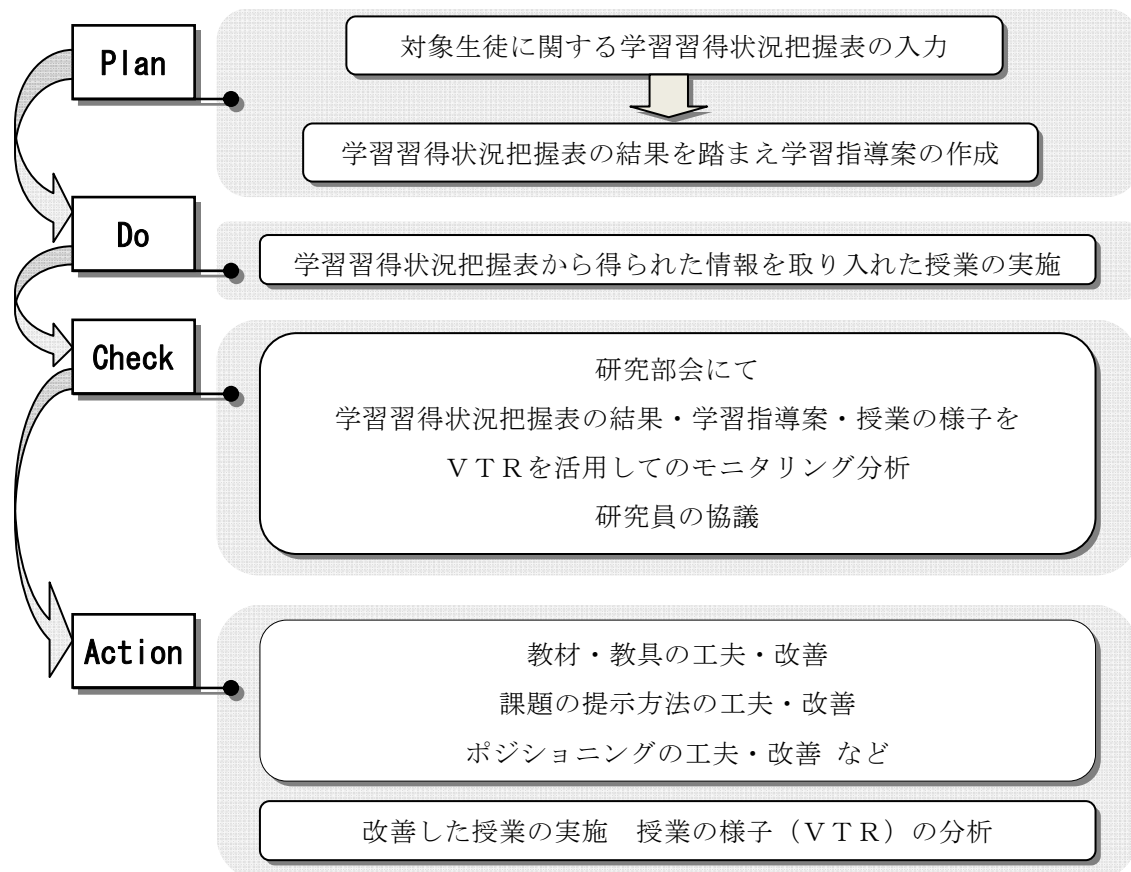 Plan
対象生徒に関する学習習得状況把握表の入力
学習習得状況把握表の結果を踏まえ学習指導案の作成
Do
学習習得状況把握表から得られた情報を取り入れた授業の実施
Check
研究部会にて
学習習得状況把握表の結果・学習指導案・授業の様子を
ＶＴＲを活用してのモニタリング分析
研究員の協議
Action
教材・教具の工夫・改善
課題の提示方法の工夫・改善
ポジショニングの工夫・改善 など
改善した授業の実施　授業の様子（ＶＴＲ）の分析